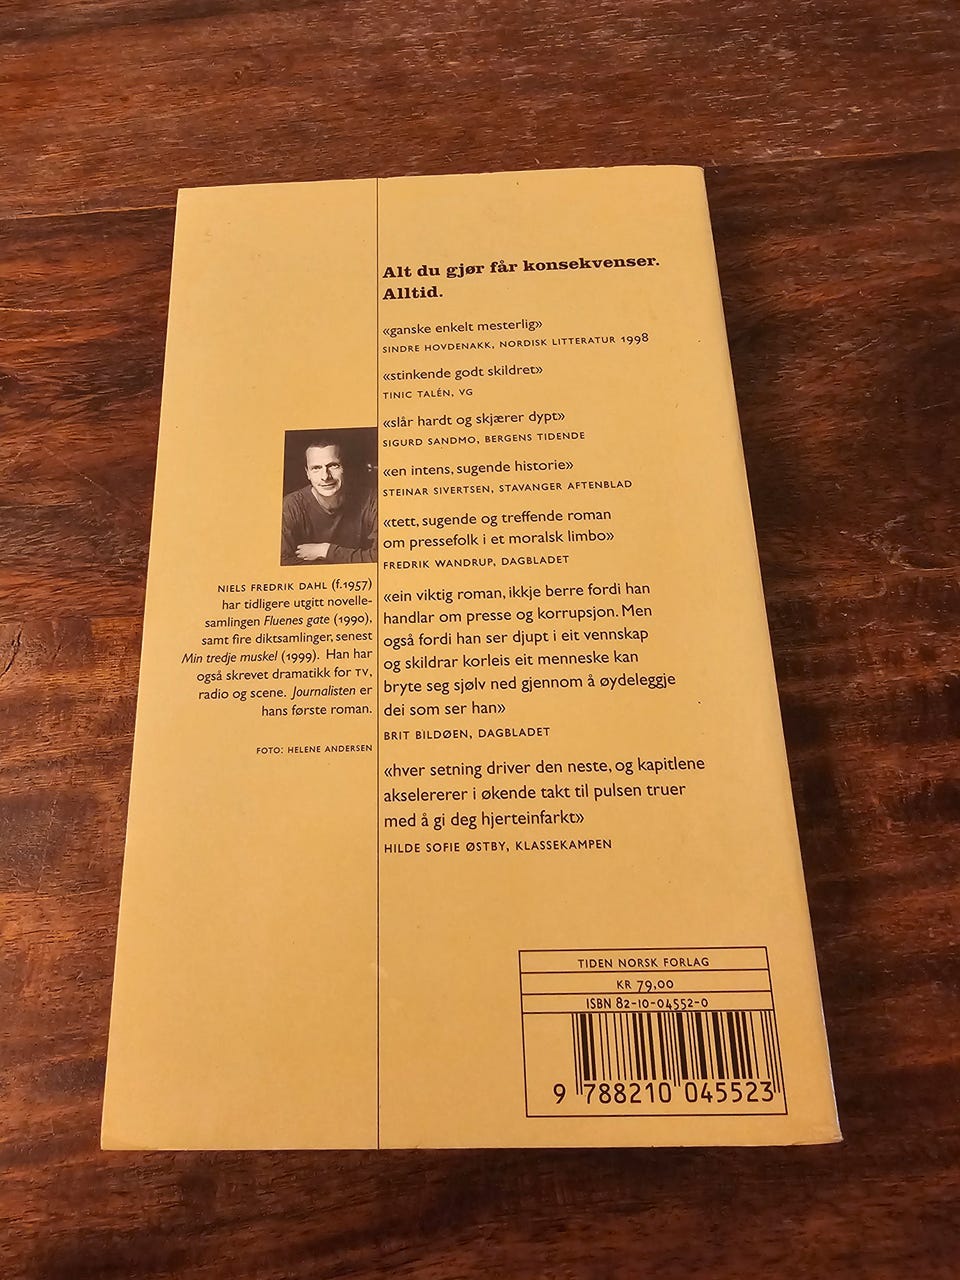 Alt du gjør får konsekvenser.
Alltid.
«ganske enkelt mesterlig»
SINDRE HOVDENAKK, NORDISK LITTERATUR 1998
«stinkende godt skildret»
TINIC TALÉN, VG
«slår hardt og skjærer dypt»
SIGURD SANDMO, BERGENS TIDENDE
«en intens, sugende historie»
STEINAR SIVERTSEN, STAVANGER AFTENBLAD
«tett, sugende og treffende roman
om pressefolk i et moralsk limbo»
FREDRIK WANDRUP, DAGBLADET
«ein viktig roman, ikkje berre fordi han
handlar om presse og korrupsjon. Men
også fordi han ser djupt i eit vennskap
og skildrar korleis eit menneske kan
bryte seg sjølv ned gjennom å øydeleggje
dei som ser han»
BRIT BILDØEN, DAGBLADET
«hver setning driver den neste, og kapitlene
akselererer i økende takt til pulsen truer
med å gi deg hjerteinfarkt»
HILDE SOFIE ØSTBY, KLASSEKAMPEN
NIELS FREDRIK DAHL (f.1957)
har tidligere utgitt novelle-
samlingen Fluenes gate (1990),
samt fire diktsamlinger, senest
Min tredje muskel (1999). Han har
også skrevet dramatikk for TV,
radio og scene. Journalisten er
hans første roman.
FOTO: HELENE ANDERSEN
TIDEN NORSK FORLAG
KR 79,00
ISBN 82-10-04552-0
9 788210 045523